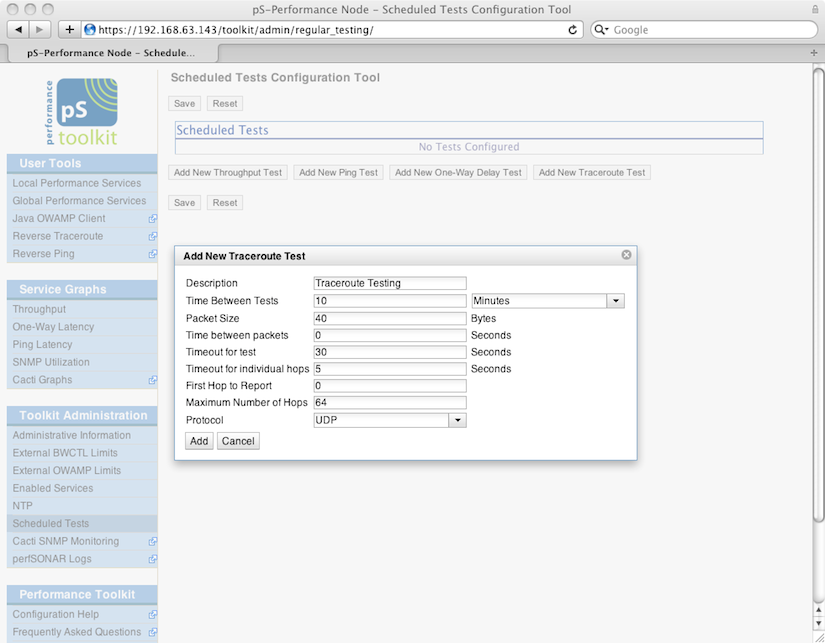 pS-Performance Node – Scheduled Tests Configuration Tool
https://192.168.63.143/toolkit/admin/regular_testing/
Google
pS-Performance Node – Schedule...
performance
pS
toolkit
User Tools
Local Performance Services
Global Performance Services
Java OWAMP Client
Reverse Traceroute
Reverse Ping
Service Graphs
Throughput
One-Way Latency
Ping Latency
SNMP Utilization
Cacti Graphs
Toolkit Administration
Administrative Information
External BWCTL Limits
External OWAMP Limits
Enabled Services
NTP
Scheduled Tests
Cacti SNMP Monitoring
perfSONAR Logs
Performance Toolkit
Configuration Help
Frequently Asked Questions
Scheduled Tests Configuration Tool
Save Reset
Scheduled Tests
No Tests Configured
Add New Throughput Test Add New Ping Test Add New One-Way Delay Test Add New Traceroute Test
Save Reset
Add New Traceroute Test
Description Traceroute Testing
Time Between Tests 10 Minutes
Packet Size 40 Bytes
Time between packets 0 Seconds
Timeout for test 30 Seconds
Timeout for individual hops 5 Seconds
First Hop to Report 0
Maximum Number of Hops 64
Protocol UDP
Add Cancel